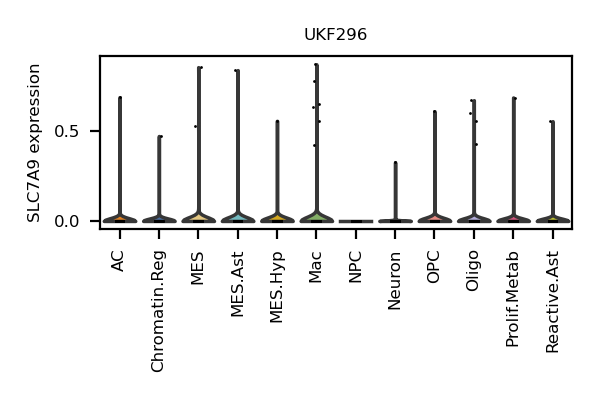 UKF296
SLC7A9 expression
0.5
0.0
AC
Chromatin.Reg
MES
MES.Ast
MES.Hyp
Mac
NPC
Neuron
OPC
Oligo
Prolif.Metab
Reactive.Ast